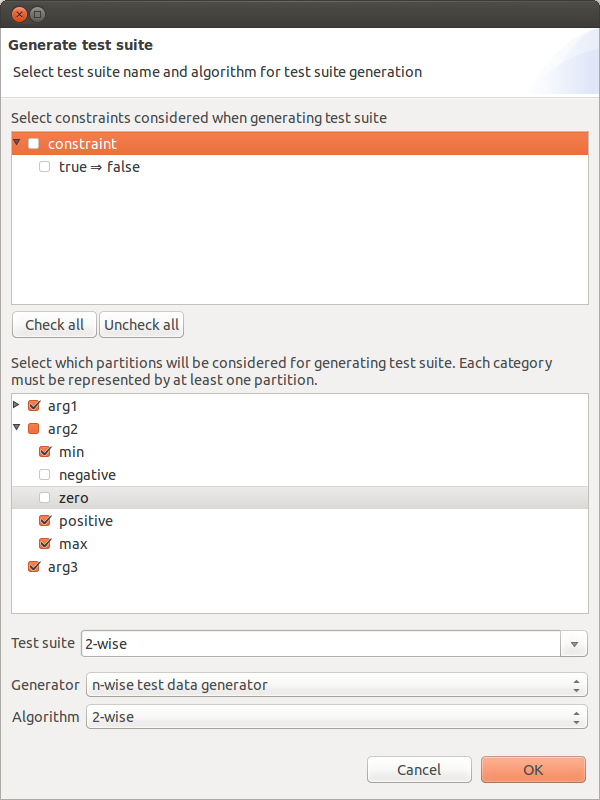 Generate test suite
Select test suite name and algorithm for test suite generation
Select constraints considered when generating test suite
constraint
true ⇒ false
Check all Uncheck all
Select which partitions will be considered for generating test suite. Each category
must be represented by at least one partition.
arg1
arg2
min
negative
zero
positive
max
arg3
Test suite 2-wise
Generator n-wise test data generator
Algorithm 2-wise
Cancel OK